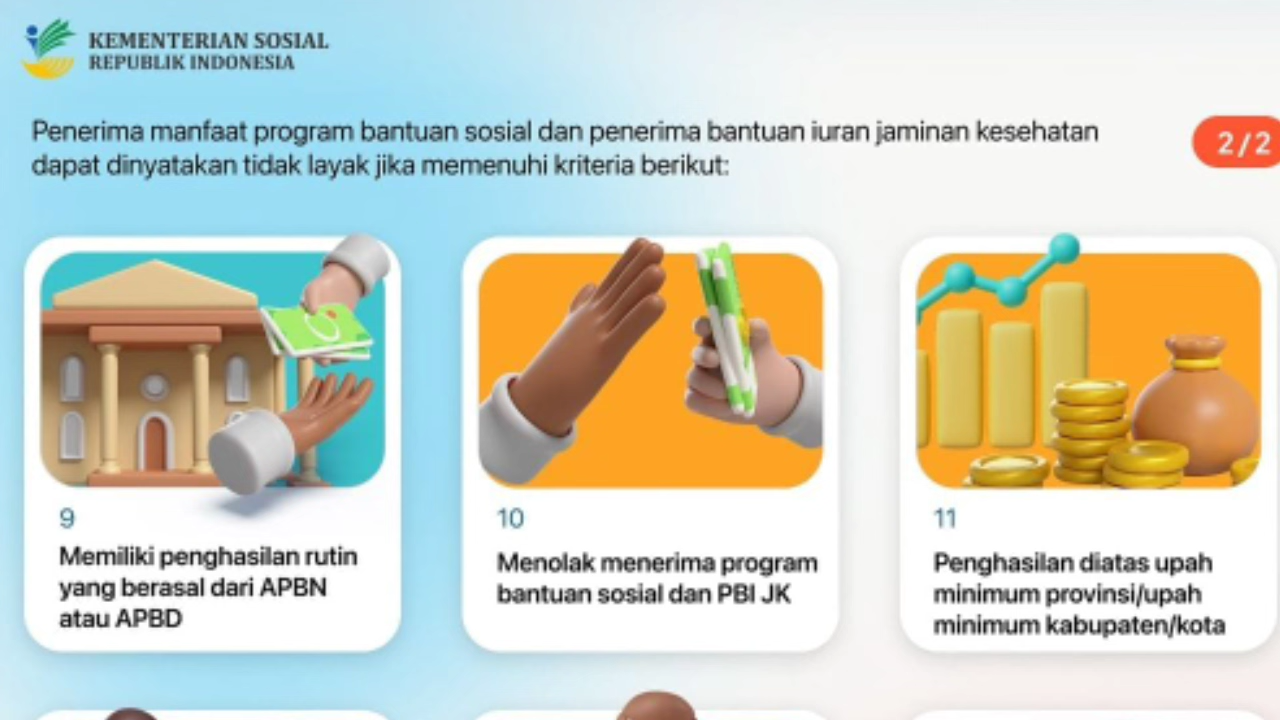 KEMENTERIAN SOSIAL
REPUBLIK INDONESIA
Penerima manfaat program bantuan sosial dan penerima bantuan iuran jaminan kesehatan
dapat dinyatakan tidak layak jika memenuhi kriteria berikut:
2/2
9
Memiliki penghasilan rutin
yang berasal dari APBN
atau APBD
10
Menolak menerima program
bantuan sosial dan PBI JK
11
Penghasilan diatas upah
minimum provinsi/upah
minimum kabupaten/kota